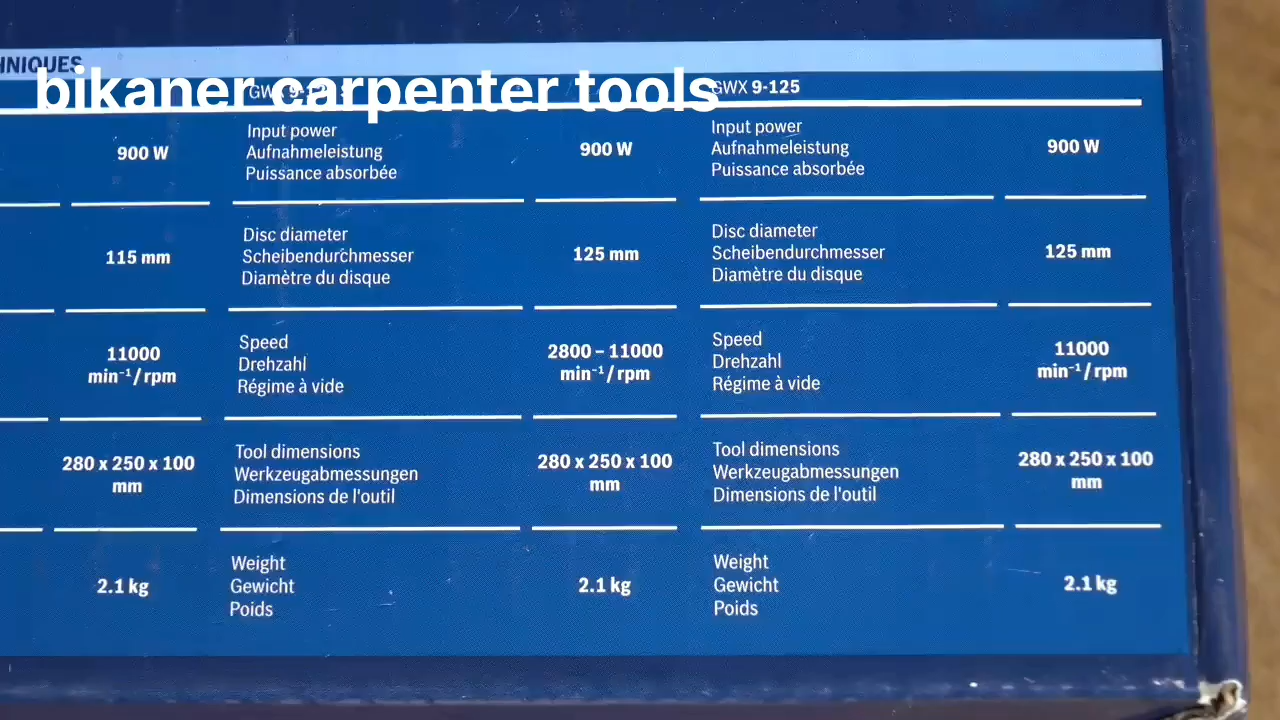 HNIQUES
bikaner carpenter tools
GWX 9-125
900 W
Input power
Aufnahmeleistung
Puissance absorbée
900 W
Input power
Aufnahmeleistung
Puissance absorbée
900 W
115 mm
Disc diameter
Scheibendurchmesser
Diamètre du disque
125 mm
Disc diameter
Scheibendurchmesser
Diamètre du disque
125 mm
11000
min⁻¹/rpm
Speed
Drehzahl
Régime à vide
2800 – 11000
min⁻¹/rpm
Speed
Drehzahl
Régime à vide
11000
min⁻¹/rpm
280 x 250 x 100
mm
Tool dimensions
Werkzeugabmessungen
Dimensions de l'outil
280 x 250 x 100
mm
Tool dimensions
Werkzeugabmessungen
Dimensions de l'outil
280 x 250 x 100
mm
2.1 kg
Weight
Gewicht
Poids
2.1 kg
Weight
Gewicht
Poids
2.1 kg